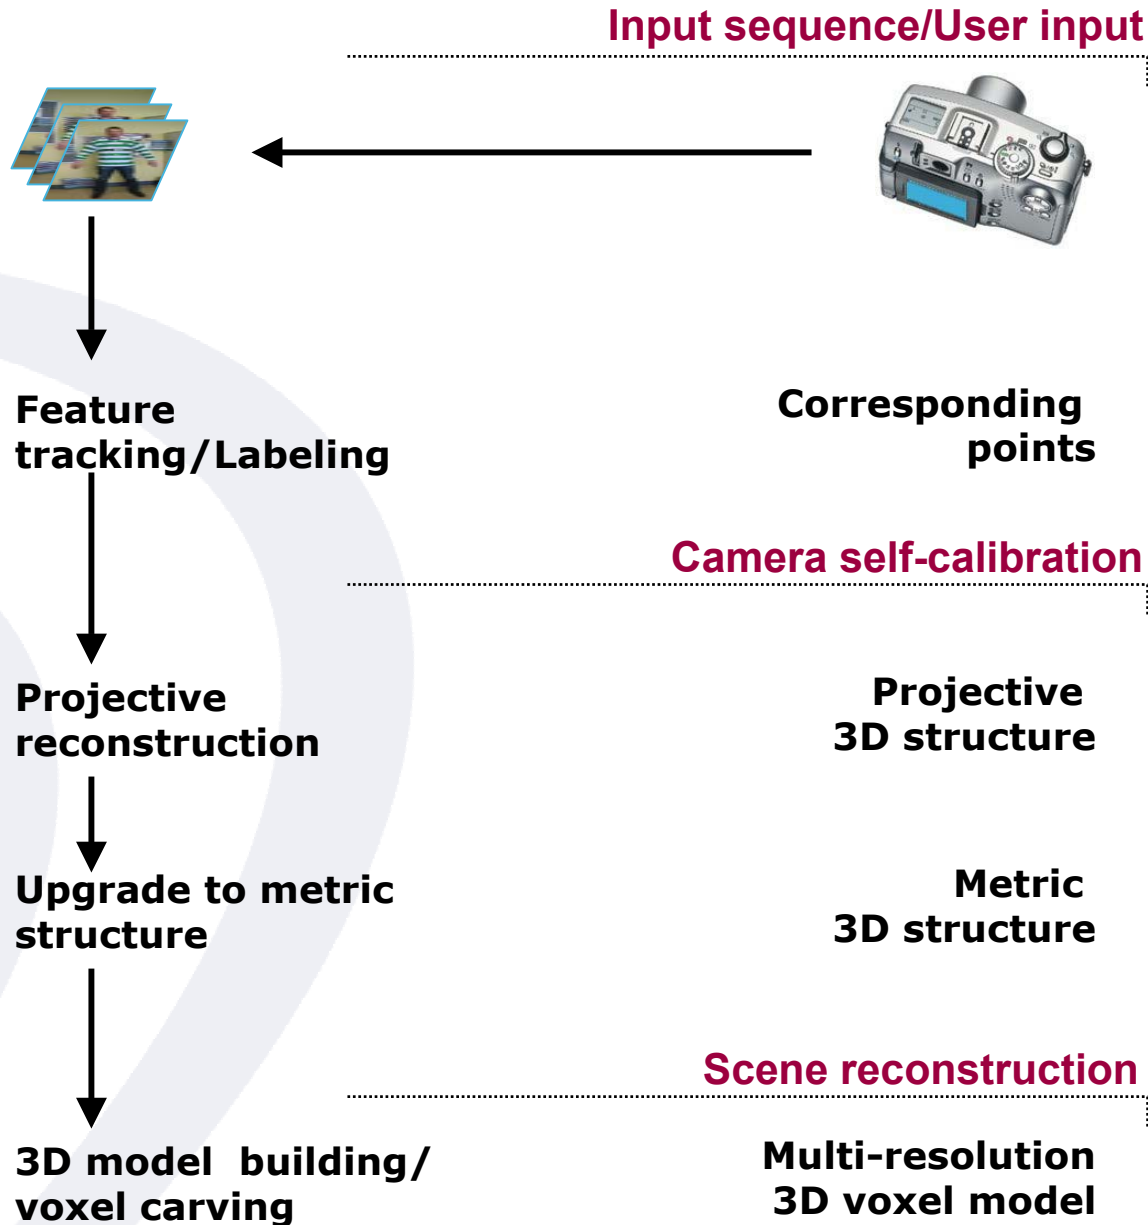 Input sequence/User input
Feature
tracking/Labeling
Corresponding
points
Camera self-calibration
Projective
reconstruction
Projective
3D structure
Upgrade to metric
structure
Metric
3D structure
Scene reconstruction
3D model  building/
voxel carving
Multi-resolution
3D voxel model